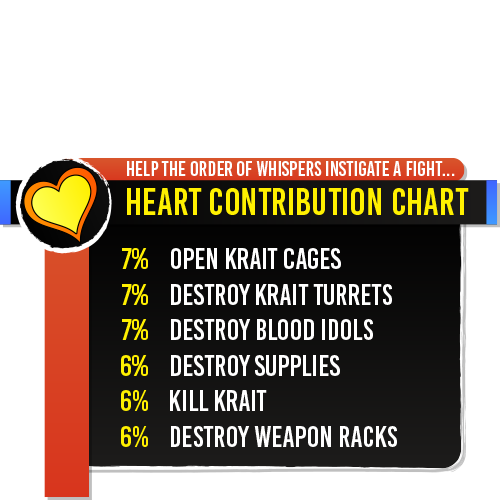 HELP THE ORDER OF WHISPERS INSTIGATE A FIGHT...
HEART CONTRIBUTION CHART
7% OPEN KRAIT CAGES
7% DESTROY KRAIT TURRETS
7% DESTROY BLOOD IDOLS
6% DESTROY SUPPLIES
6% KILL KRAIT
6% DESTROY WEAPON RACKS